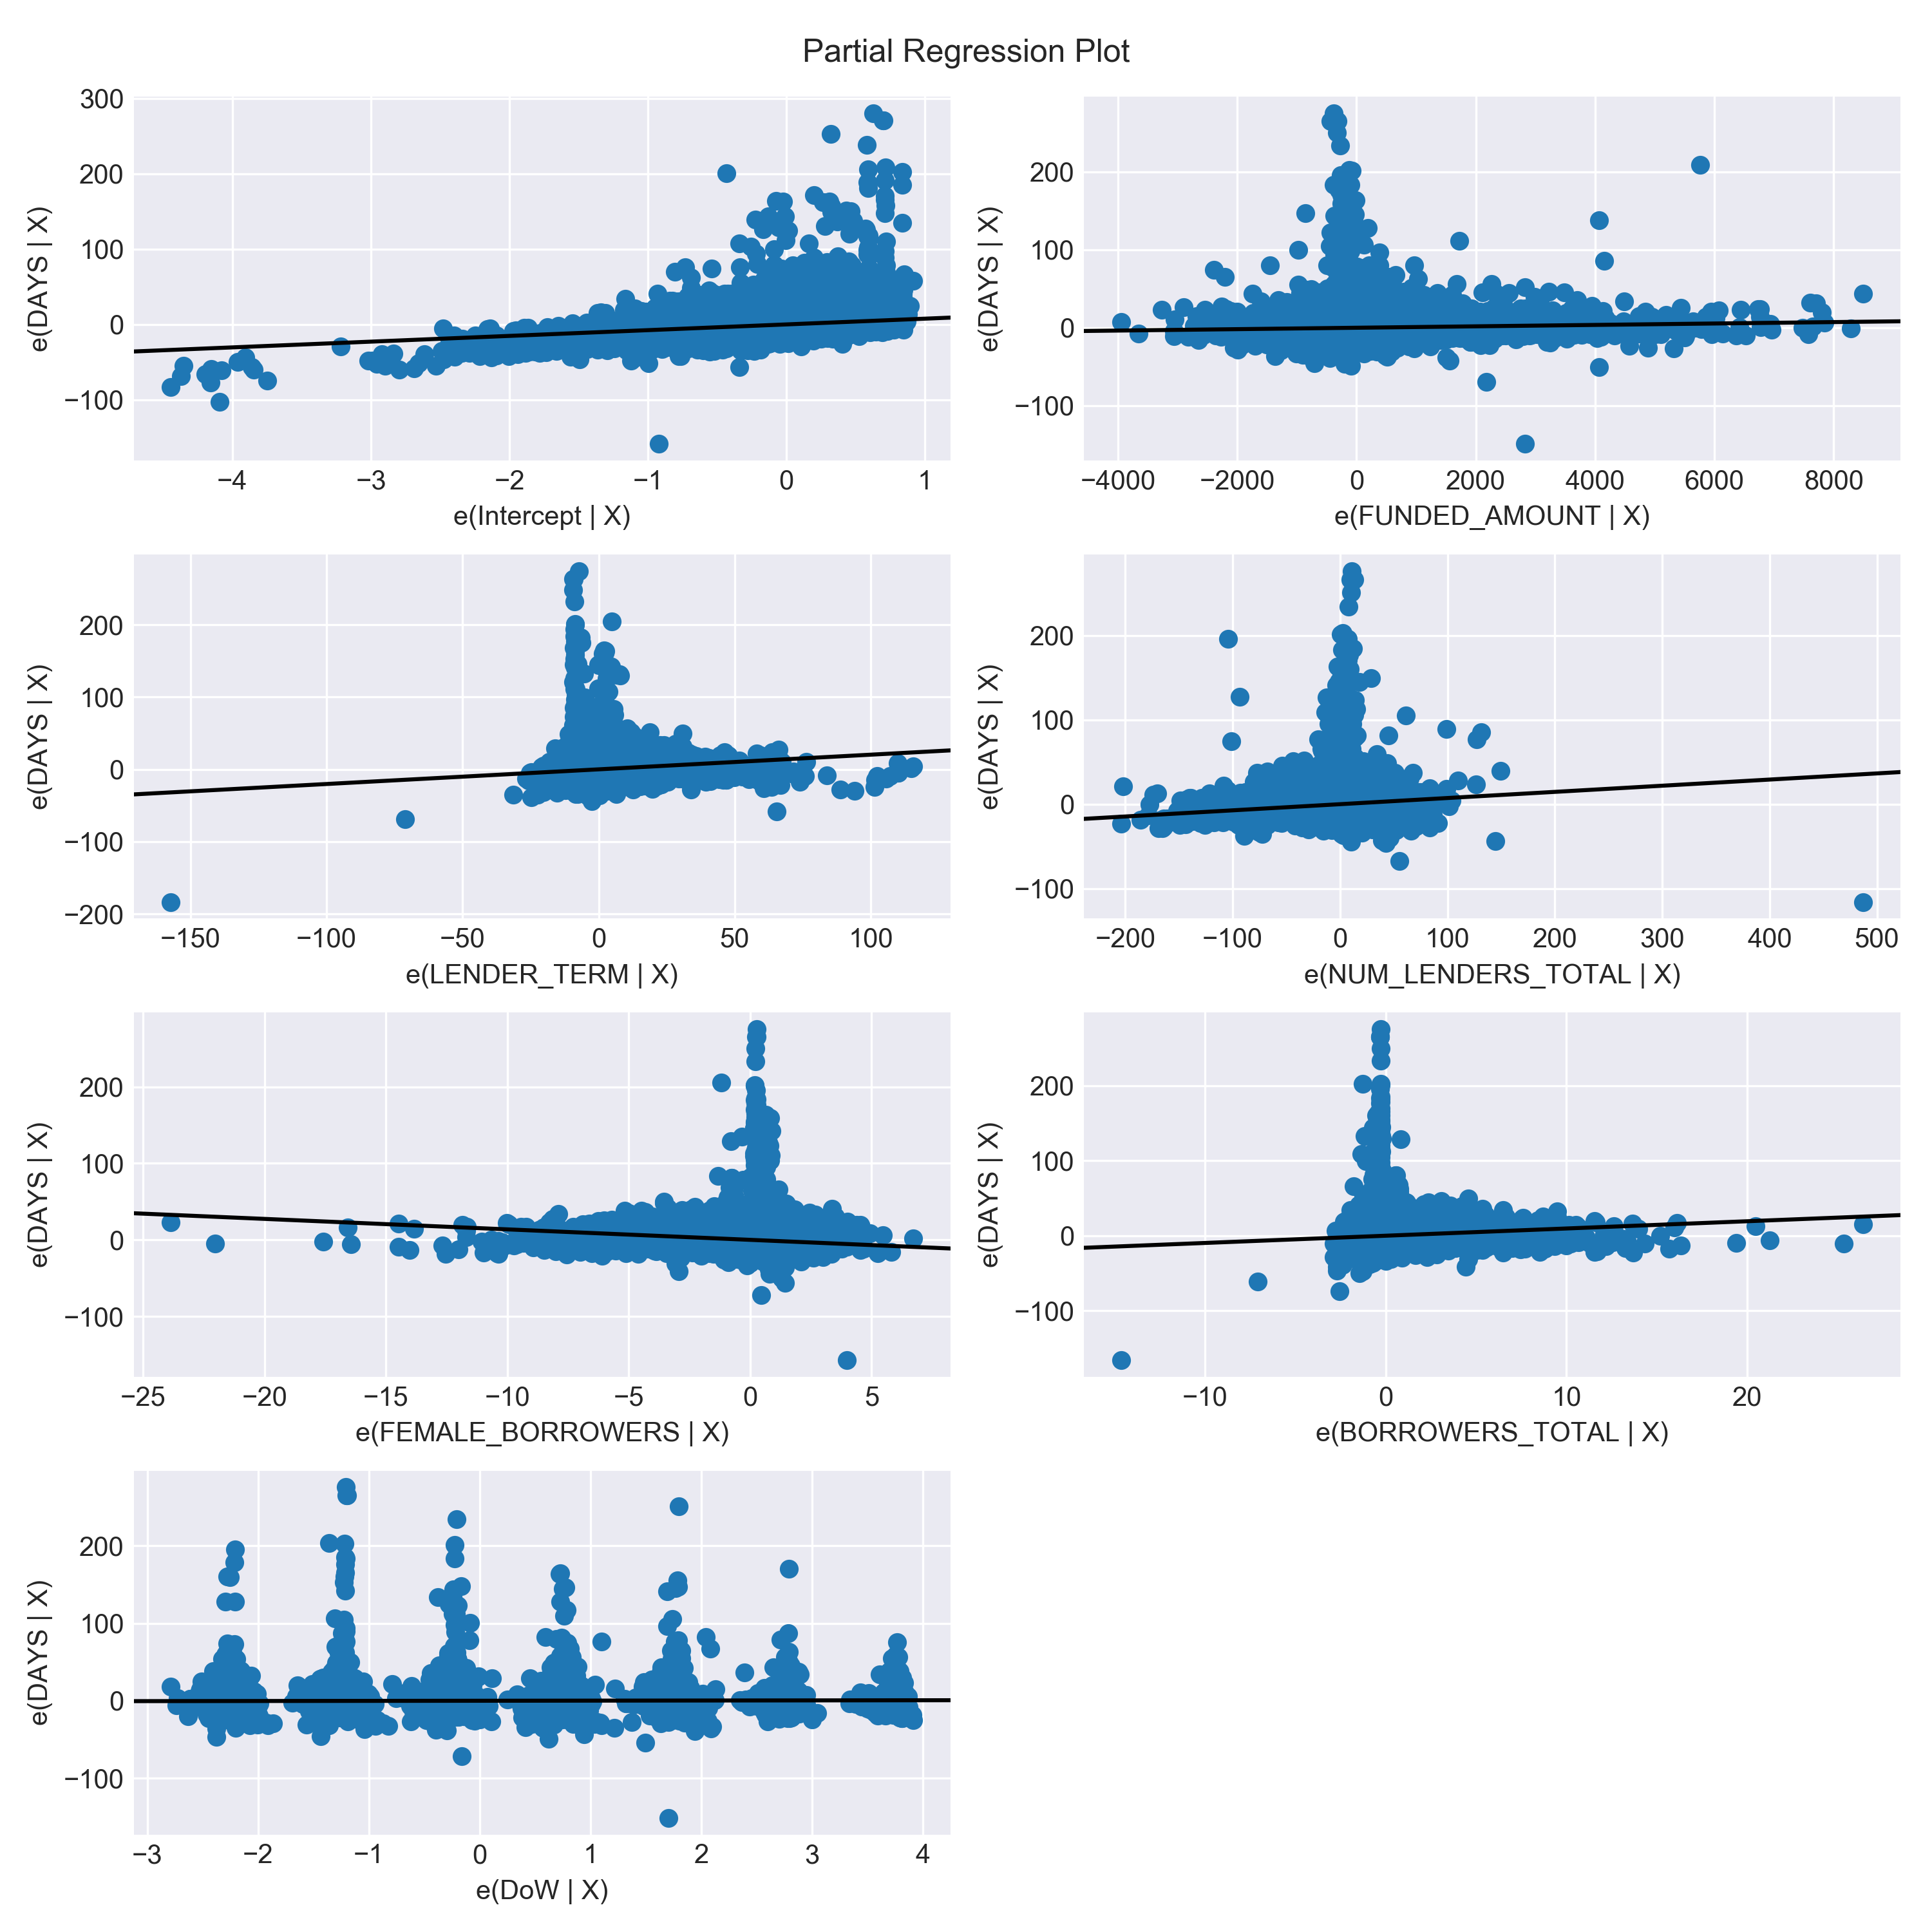 Partial Regression Plot
300
200
100
0
−100
e(DAYS | X)
−4 −3 −2 −1 0 1
e(Intercept | X)
200
100
0
−100
e(DAYS | X)
−4000 −2000 0 2000 4000 6000 8000
e(FUNDED_AMOUNT | X)
200
100
0
−100
−200
e(DAYS | X)
−150 −100 −50 0 50 100
e(LENDER_TERM | X)
200
100
0
−100
e(DAYS | X)
−200 −100 0 100 200 300 400 500
e(NUM_LENDERS_TOTAL | X)
200
100
0
−100
e(DAYS | X)
−25 −20 −15 −10 −5 0 5
e(FEMALE_BORROWERS | X)
200
100
0
−100
e(DAYS | X)
−10 0 10 20
e(BORROWERS_TOTAL | X)
200
100
0
−100
e(DAYS | X)
−3 −2 −1 0 1 2 3 4
e(DoW | X)